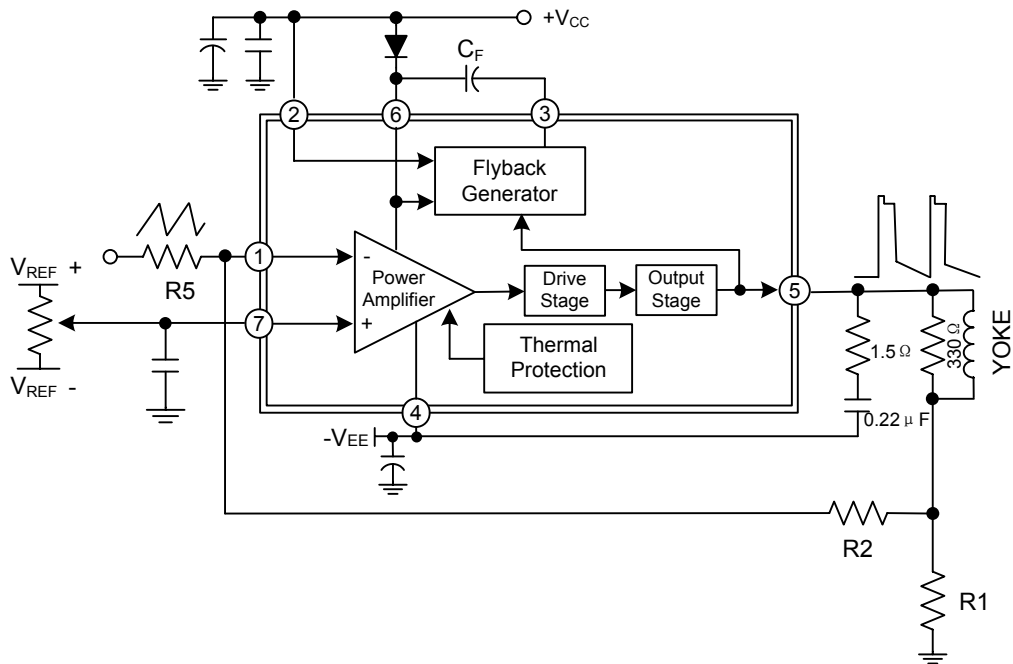 +VCC
CF
2
6
3
Flyback
Generator
R5
1
-
Power
Amplifier
+
Drive
Stage
Output
Stage
5
VREF +
7
VREF -
Thermal
Protection
4
-VEE
1.5 Ω
330 Ω
YOKE
0.22 μ F
R2
R1